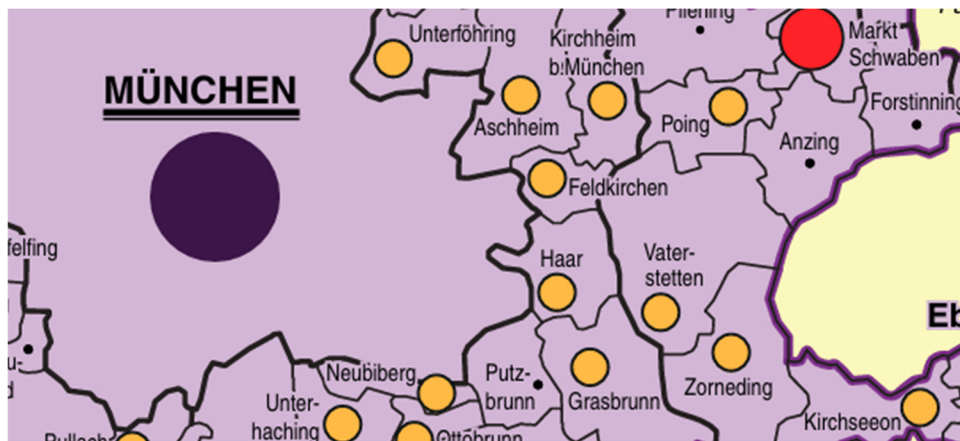 Unterföhring
Kirchheim
b.München
Markt
Schwaben
MÜNCHEN
Aschheim
Poing
Forstinning
Anzing
Feldkirchen
felfing
Haar
Vater-
stetten
Eb
Neubiberg
Putz-
brunn
Grasbrunn
Zorneding
Unter-
haching
Kirchseeon
Ottobrunn